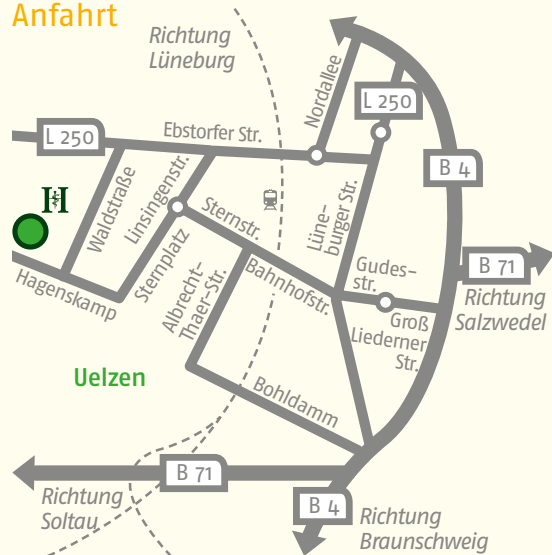 Anfahrt
Richtung
Lüneburg
Nordallee
L 250
L 250
Ebstorfer Str.
B 4
Waldstraße
Linsingenstr.
H
Sternstr.
Lüne-
burger Str.
Sternplatz
Hagenskamp
Albrecht-
Thaer-Str.
Bahnhofstr.
Gudes-
str.
B 71
Richtung
Salzwedel
Groß
Liederner
Str.
Uelzen
Bohldamm
B 71
Richtung
Soltau
B 4
Richtung
Braunschweig